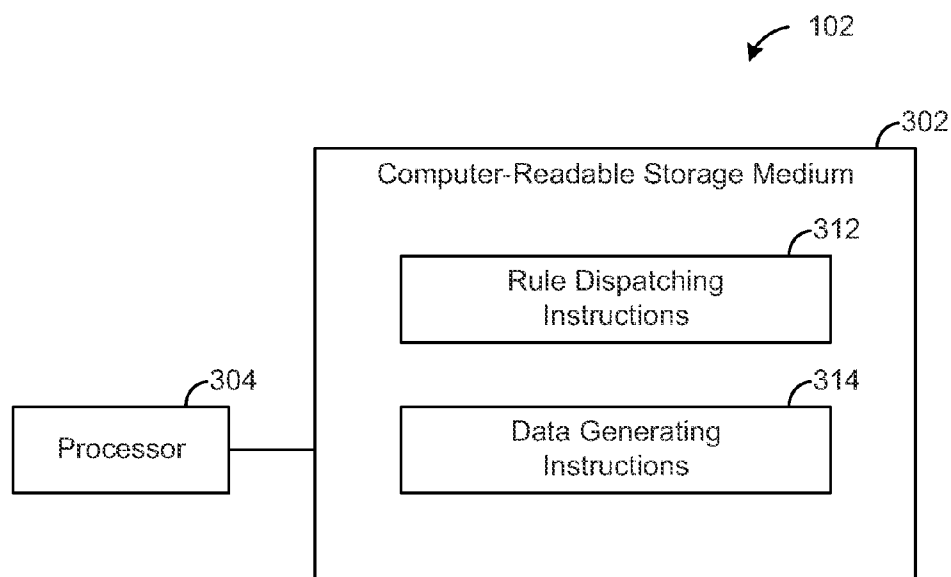 102
302
Computer-Readable Storage Medium
312
Rule Dispatching
Instructions
304
Processor
314
Data Generating
Instructions